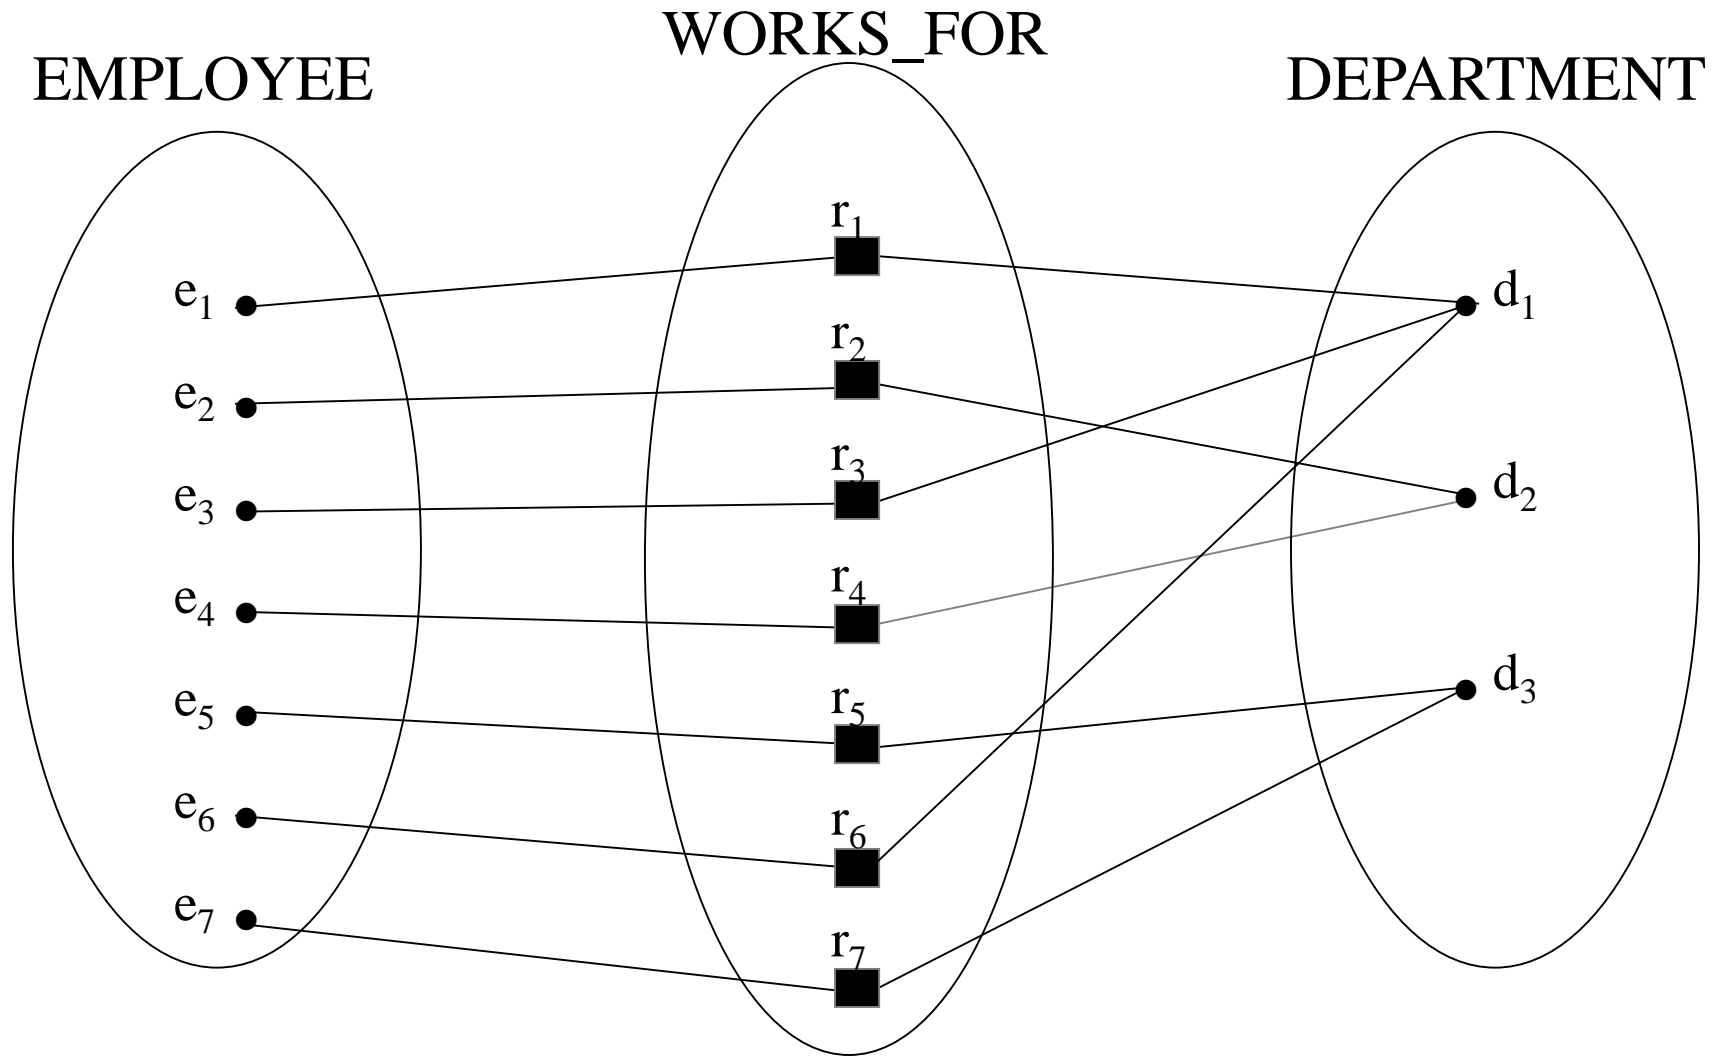 WORKS_FOR
EMPLOYEE
DEPARTMENT
r1
e1
d1
r2
e2
r3
d2
e3
r4
e4
d3
r5
e5
r6
e6
r7
e7